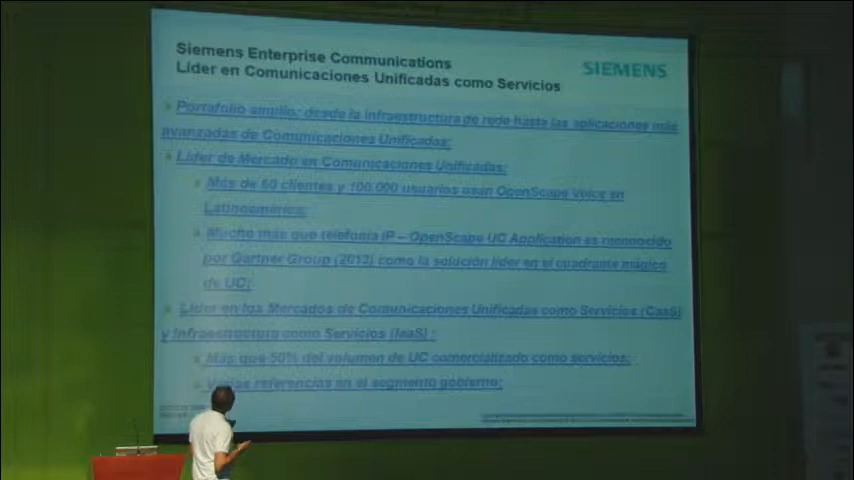 Siemens Enterprise Communications
Líder en Comunicaciones Unificadas como Servicios
SIEMENS
Portafolio amplio: desde la infraestructura de rede hasta las aplicaciones más
avanzadas de Comunicaciones Unificadas;
Líder de Mercado en Comunicaciones Unificadas:
Más de 60 clientes y 100.000 usuarios usan OpenScape Voice en
Latinoamérica;
Mucho más que telefonía IP – OpenScape UC Application es reconocido
por Gartner Group (2012) como la solución líder en el cuadrante mágico
de UC;
Líder en los Mercados de Comunicaciones Unificadas como Servicios (CaaS)
y Infraestructura como Servicios (IaaS) :
Más que 50% del volumen de UC comercializado como servicios;
referencias en el segmento gobierno;